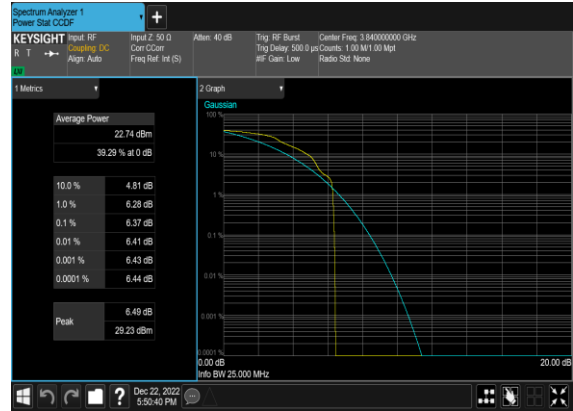 Spectrum Analyzer 1
Power Stat CCDF
KEYSIGHT
R T
LXI
Input: RF
Coupling: DC
Align: Auto
Input Z: 50 Ω
Corr CCorr
Freq Ref: Int (S)
Atten: 40 dB
Trig: RF Burst
Trig Delay: 500.0 µs
#IF Gain: Low
Center Freq: 3.840000000 GHz
Counts: 1.00 M/1.00 Mpt
Radio Std: None
1 Metrics
Average Power
22.74 dBm
39.29 % at 0 dB
10.0 % 4.81 dB
1.0 % 6.28 dB
0.1 % 6.37 dB
0.01 % 6.41 dB
0.001 % 6.43 dB
0.0001 % 6.44 dB
Peak
6.49 dB
29.23 dBm
2 Graph
Gaussian
100 %
10 %
1 %
0.1 %
0.01 %
0.001 %
0.0001 %
0.00 dB
20.00 dB
Info BW 25.000 MHz
?
Dec 22, 2022
5:50:40 PM